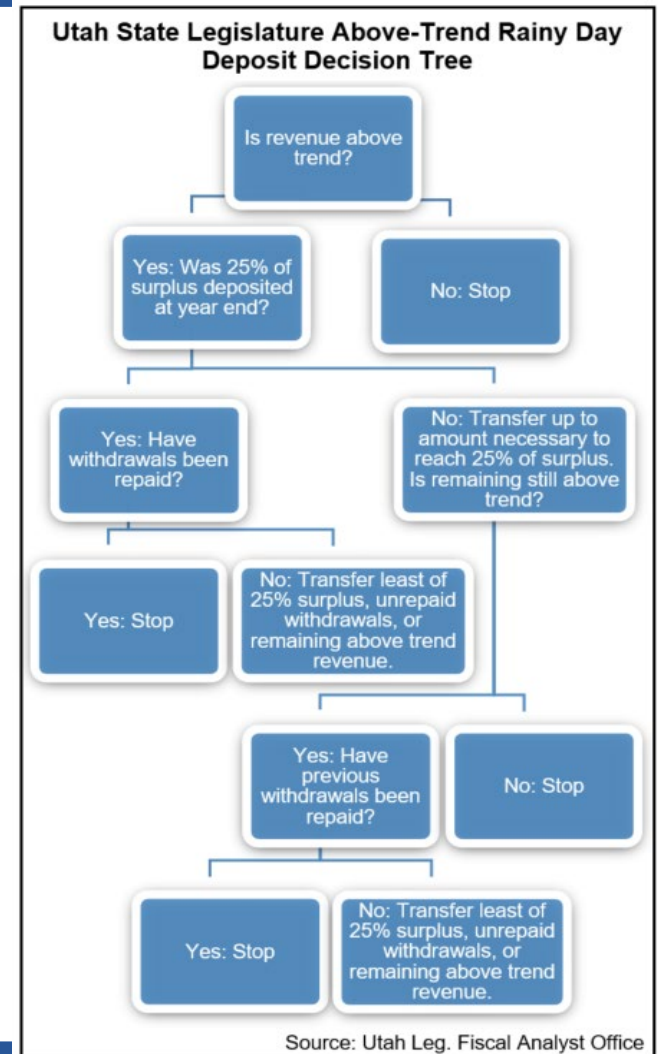 Utah State Legislature Above-Trend Rainy Day
Deposit Decision Tree
Is revenue above
trend?
Yes: Was 25% of
surplus deposited
at year end?
No: Stop
Yes: Have
withdrawals been
repaid?
No: Transfer up to
amount necessary to
reach 25% of surplus.
Is remaining still above
trend?
Yes: Stop
No: Transfer least of
25% surplus, unrepaid
withdrawals, or
remaining above trend
revenue.
Yes: Have
previous
withdrawals been
repaid?
No: Stop
Yes: Stop
No: Transfer least of
25% surplus, unrepaid
withdrawals, or
remaining above trend
revenue.
Source: Utah Leg. Fiscal Analyst Office